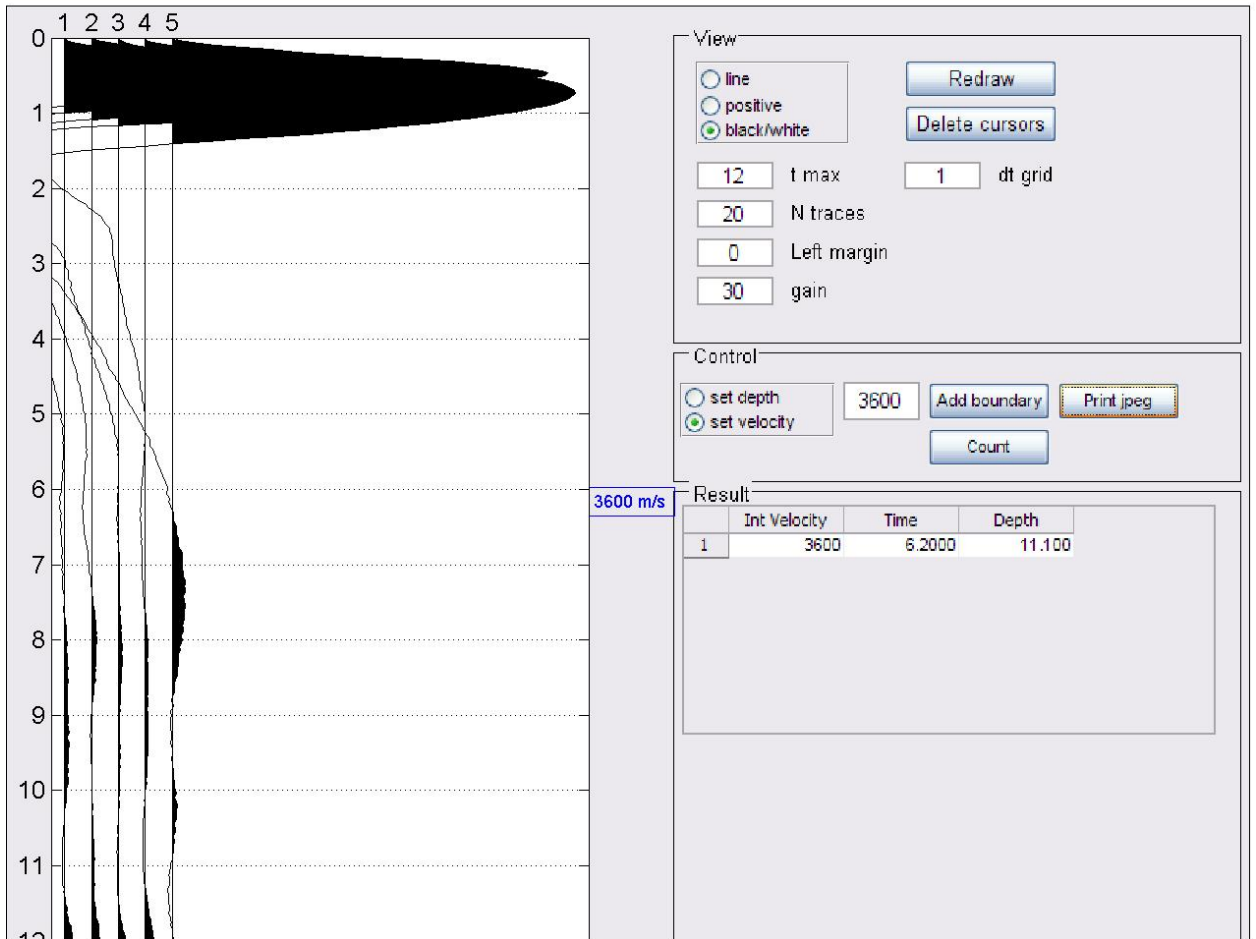 1 2 3 4 5
0
1
2
3
4
5
6
7
8
9
10
11
12
3600 m/s
View
line
positive
black/white
Redraw
Delete cursors
12 t max 1 dt grid
20 N traces
0 Left margin
30 gain
Control
set depth
set velocity
3600 Add boundary Print jpeg
Count
Result
Int Velocity Time Depth
1 3600 6.2000 11.100